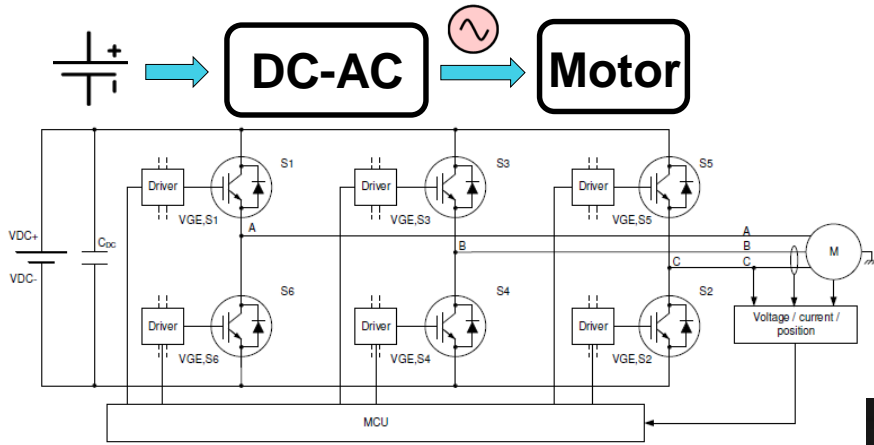 DC-AC
Motor
S1
S3
S5
Driver
Driver
Driver
VGE,S1
VGE,S3
VGE,S5
A
A
B
B
C
C
M
VDC+
VDC-
CDC
S6
S4
S2
Driver
Driver
Driver
VGE,S6
VGE,S4
VGE,S2
Voltage / current /
position
MCU